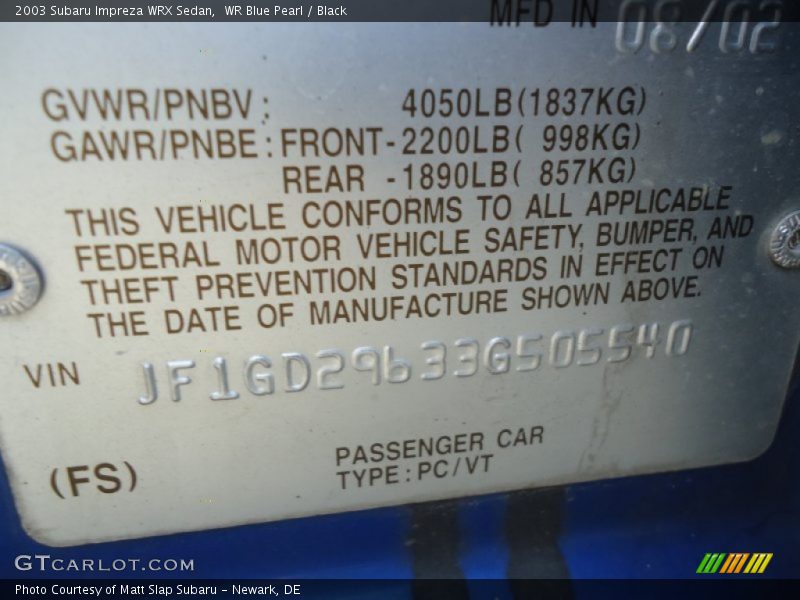 2003 Subaru Impreza WRX Sedan,  WR Blue Pearl / Black
MFD IN 08/02
GVWR/PNBV: 4050LB(1837KG)
GAWR/PNBE:FRONT-2200LB( 998KG)
REAR -1890LB( 857KG)
THIS VEHICLE CONFORMS TO ALL APPLICABLE
FEDERAL MOTOR VEHICLE SAFETY, BUMPER, AND
THEFT PREVENTION STANDARDS IN EFFECT ON
THE DATE OF MANUFACTURE SHOWN ABOVE.
VIN JF1GD29633G505540
PASSENGER CAR
(FS) TYPE:PC/VT
GTCARLOT.COM
Photo Courtesy of Matt Slap Subaru - Newark, DE